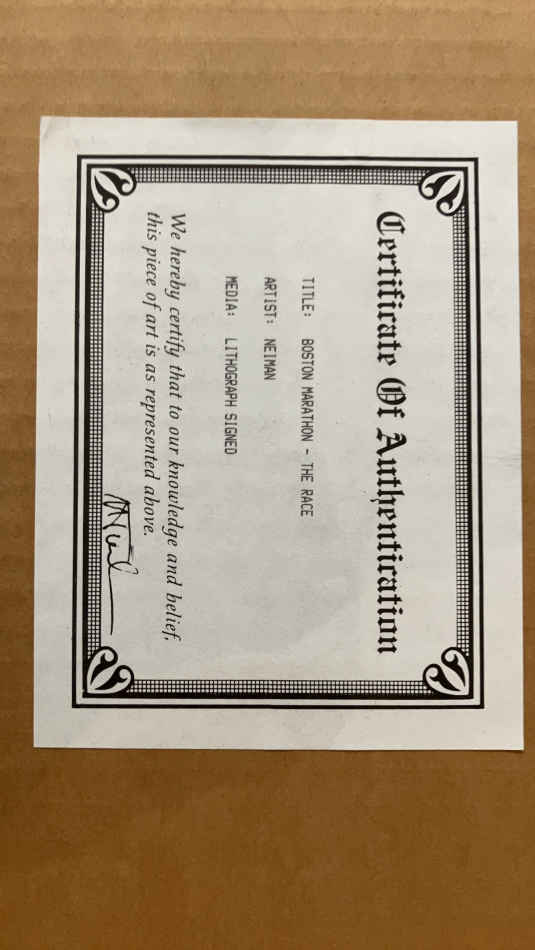 Certificate Of Authentication
TITLE: BOSTON MARATHON - THE RACE
ARTIST: NEIMAN
MEDIA: LITHOGRAPH SIGNED
We hereby certify that to our knowledge and belief,
this piece of art is as represented above.